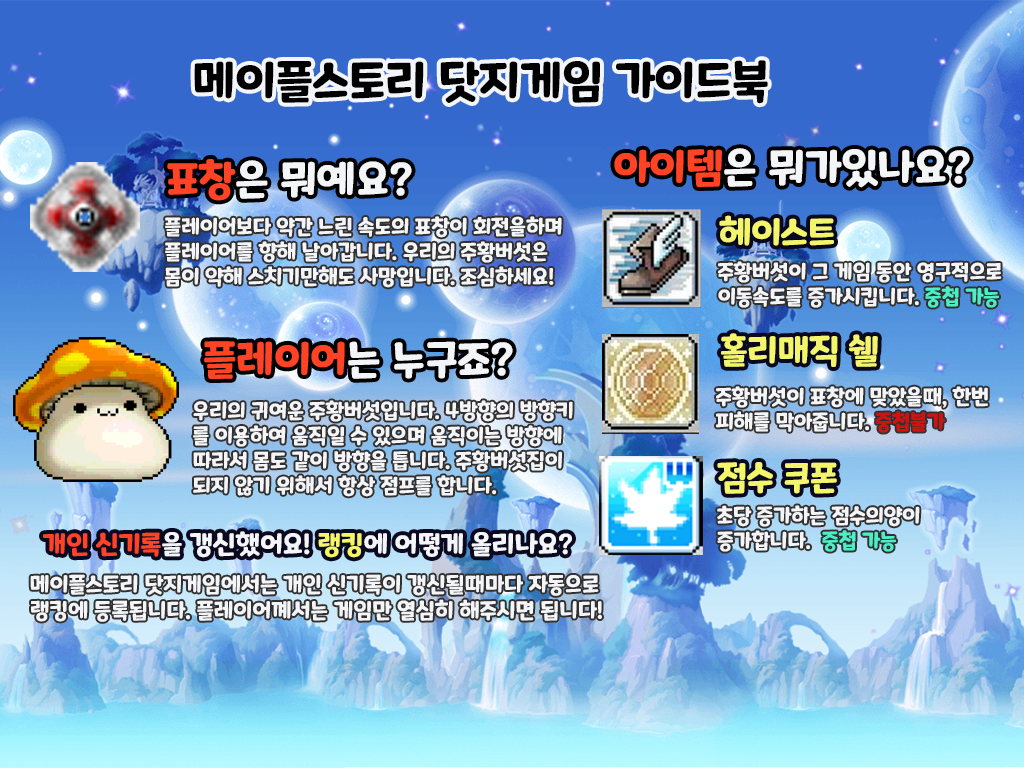 메이플스토리 닷지게임 가이드북
표창은 뭐예요?
플레이어보다 약간 느린 속도의 표창이 회전을하며
플레이어를 향해 날아갑니다. 우리의 주황버섯은
몸이 약해 스치기만해도 사망입니다. 조심하세요!
플레이어는 누구죠?
우리의 귀여운 주황버섯입니다. 4방향의 방향키
를 이용하여 움직일 수 있으며 움직이는 방향에
따라서 몸도 같이 방향을 틉니다. 주황버섯집이
되지 않기 위해서 항상 점프를 합니다.
개인 신기록을 갱신했어요! 랭킹에 어떻게 올리나요?
메이플스토리 닷지게임에서는 개인 신기록이 갱신될때마다 자동으로
랭킹에 등록됩니다. 플레이어께서는 게임만 열심히 해주시면 됩니다!
아이템은 뭐가있나요?
헤이스트
주황버섯이 그 게임 동안 영구적으로
이동속도를 증가시킵니다. 중첩 가능
홀리매직 쉘
주황버섯이 표창에 맞았을때, 한번
피해를 막아줍니다. 중첩불가
점수 쿠폰
초당 증가하는 점수의양이
증가합니다. 중첩 가능